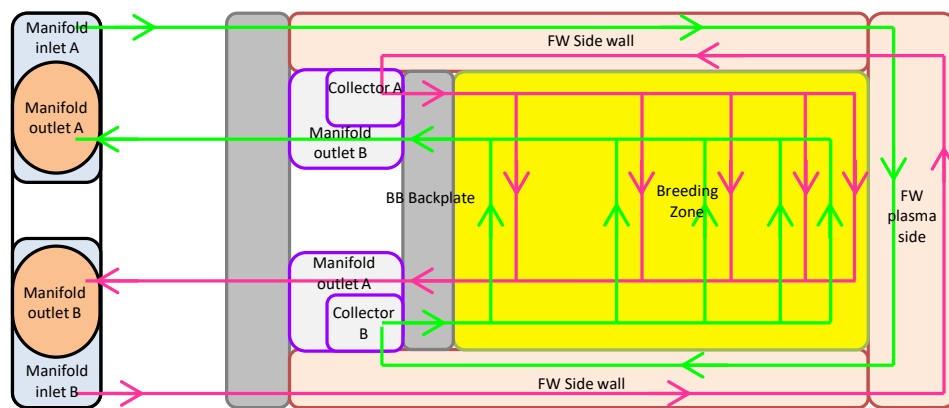 Manifold
inlet A
Manifold
outlet A
FW Side wall
Collector A
Manifold
outlet B
BB Backplate
Breeding
Zone
FW
plasma
side
Manifold
outlet A
Collector
B
Manifold
outlet B
Manifold
inlet B
FW Side wall